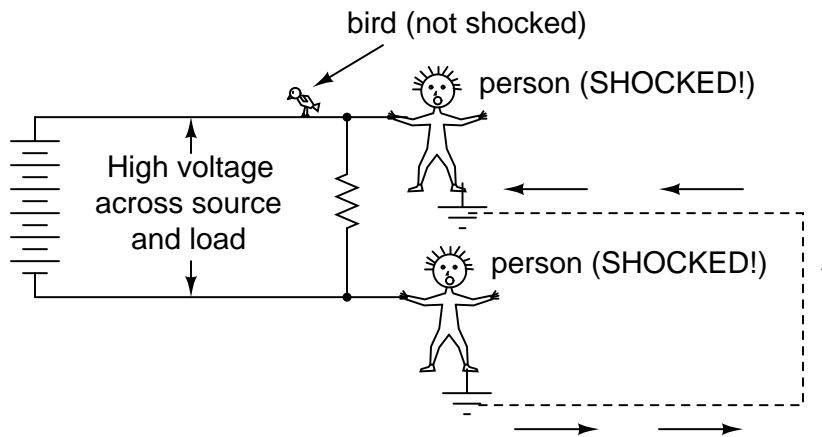 bird (not shocked)
person (SHOCKED!)
High voltage
across source
and load
person (SHOCKED!)